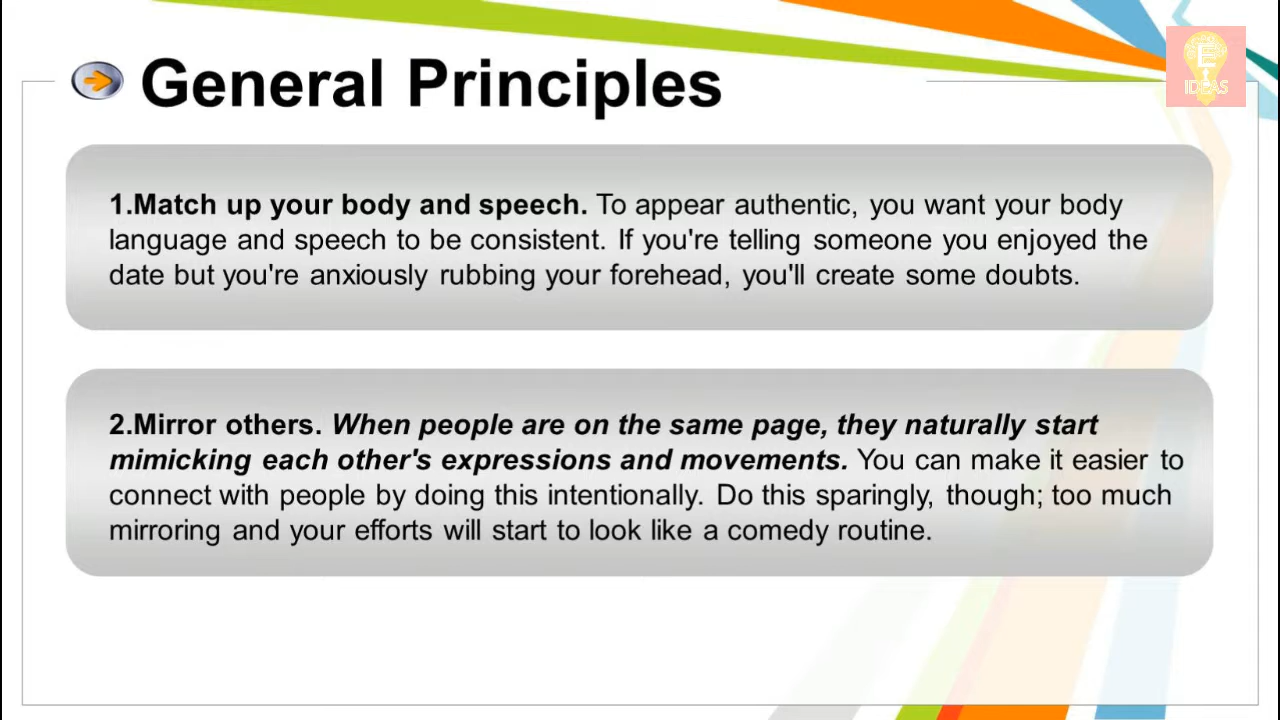 General Principles
E
IDEAS
1.Match up your body and speech. To appear authentic, you want your body
language and speech to be consistent. If you're telling someone you enjoyed the
date but you're anxiously rubbing your forehead, you'll create some doubts.
2.Mirror others. When people are on the same page, they naturally start
mimicking each other's expressions and movements. You can make it easier to
connect with people by doing this intentionally. Do this sparingly, though; too much
mirroring and your efforts will start to look like a comedy routine.